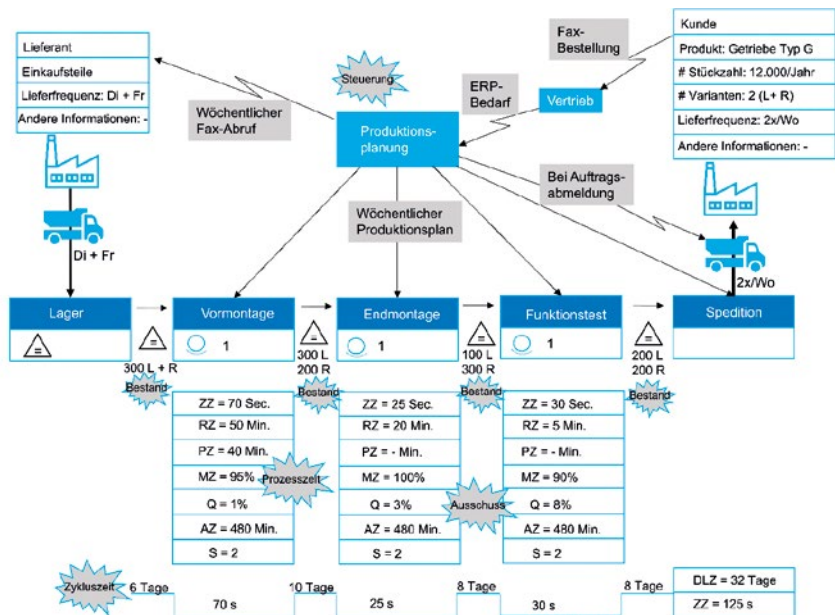 Lieferant
Einkaufsteile
Lieferfrequenz: Di + Fr
Andere Informationen: -
Di + Fr
Wöchentlicher
Fax-Abruf
Steuerung
Produktions-
planung
ERP-
Bedarf
Vertrieb
Fax-
Bestellung
Kunde
Produkt: Getriebe Typ G
# Stückzahl: 12.000/Jahr
# Varianten: 2 (L+ R)
Lieferfrequenz: 2x/Wo
Andere Informationen: -
Bei Auftrags-
abmeldung
Wöchentlicher
Produktionsplan
2x/Wo
Lager
Vormontage
Endmontage
Funktionstest
Spedition
=
=
1
=
1
=
1
=
300 L + R
300 L
200 R
100 L
300 R
200 L
200 R
Bestand
Bestand
Bestand
Bestand
ZZ = 70 Sec.
RZ = 50 Min.
PZ = 40 Min.
MZ = 95%
Q = 1%
AZ = 480 Min.
S = 2
Prozesszeit
ZZ = 25 Sec.
RZ = 20 Min.
PZ = - Min.
MZ = 100%
Q = 3%
AZ = 480 Min.
S = 2
Ausschuss
ZZ = 30 Sec.
RZ = 5 Min.
PZ = - Min.
MZ = 90%
Q = 8%
AZ = 480 Min.
S = 2
Zykluszeit
6 Tage
70 s
10 Tage
25 s
8 Tage
30 s
8 Tage
DLZ = 32 Tage
ZZ = 125 s